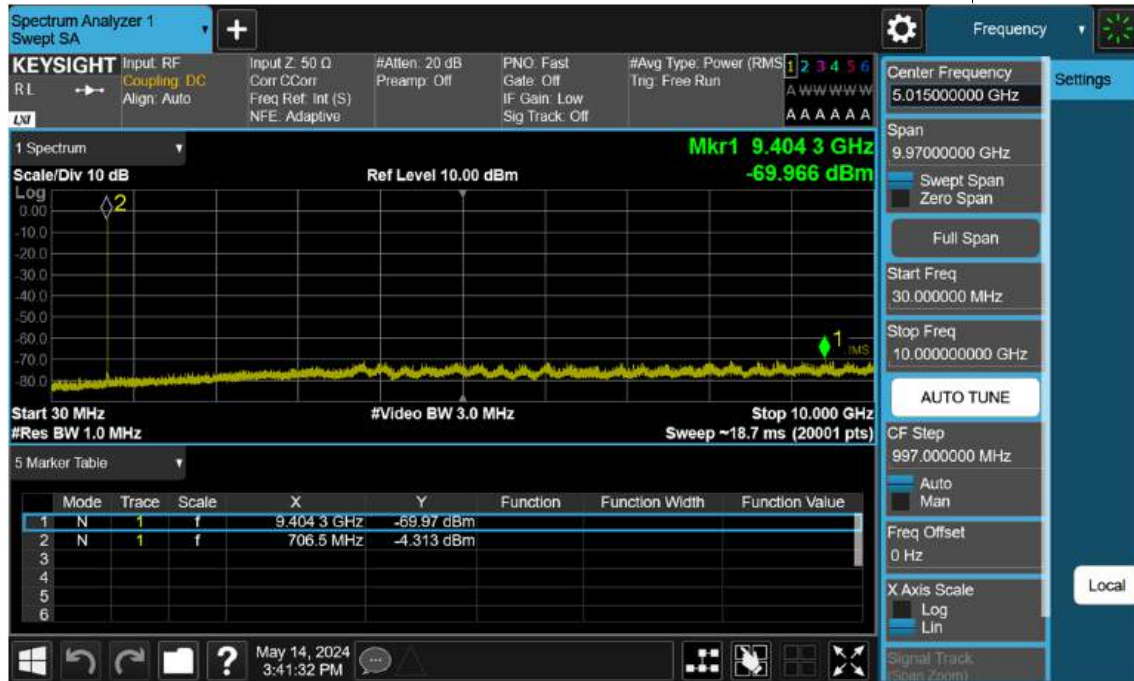 Spectrum Analyzer 1
Swept SA
Frequency
KEYSIGHT
RL
LXI
Input: RF
Coupling: DC
Align: Auto
Input Z: 50 Ω
Corr CCorr
Freq Ref: Int (S)
NFE: Adaptive
#Atten: 20 dB
Preamp: Off
PNO: Fast
Gate: Off
IF Gain: Low
Sig Track: Off
#Avg Type: Power (RMS
Trig: Free Run
1 2 3 4 5 6
A W W W W W
A A A A A A
1 Spectrum
Mkr1 9.404 3 GHz
-69.966 dBm
Scale/Div 10 dB
Ref Level 10.00 dBm
Log
0.00
-10.0
-20.0
-30.0
-40.0
-50.0
-60.0
-70.0
-80.0
2
1
Start 30 MHz
#Video BW 3.0 MHz
Stop 10.000 GHz
#Res BW 1.0 MHz
Sweep ~18.7 ms (20001 pts)
5 Marker Table
Mode Trace Scale X Y Function Function Width Function Value
1 N 1 f 9.404 3 GHz -69.97 dBm
2 N 1 f 706.5 MHz -4.313 dBm
3
4
5
6
May 14, 2024
3:41:32 PM
Center Frequency
5.015000000 GHz
Settings
Span
9.97000000 GHz
Swept Span
Zero Span
Full Span
Start Freq
30.000000 MHz
Stop Freq
10.000000000 GHz
AUTO TUNE
CF Step
997.000000 MHz
Auto
Man
Freq Offset
0 Hz
X Axis Scale
Log
Lin
Local
Signal Track
(Span Zoom)